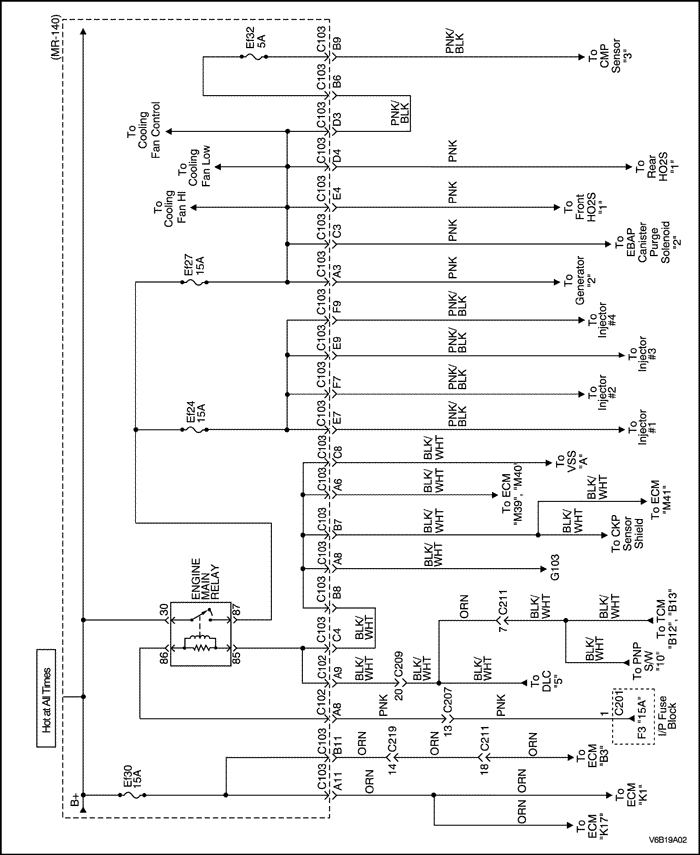 (MR-140)
Ef32
5A
C103
B9
PNK/
BLK
To
CMP
Sensor
"3"
C103
B6
C103
D3
PNK/
BLK
To
Cooling
Fan Control
C103
D4
PNK
To
Rear
HO2S
"1"
To
Cooling
Fan Low
C103
E4
PNK
To
Front
HO2S
"1"
To
Cooling
Fan HI
C103
C3
PNK
To
EBAP
Canister
Purge
Solenoid
"2"
Ef27
15A
C103
A3
PNK
To
Generator
"2"
C103
F9
PNK/
BLK
To
Injector
#4
C103
E9
PNK/
BLK
To
Injector
#3
C103
F7
PNK/
BLK
To
Injector
#2
Ef24
15A
C103
E7
PNK/
BLK
To
Injector
#1
C103
C8
BLK/
WHT
To
VSS
"A"
C103
A6
BLK/
WHT
To ECM
"M39", "M40"
C103
B7
BLK/
WHT
BLK/
WHT
To ECM
"M41"
BLK/
WHT
To CKP
Sensor
Shield
C103
A8
BLK/
WHT
G103
ENGINE
MAIN
RELAY
30
87
86
85
C103
B8
C103
C4
BLK/
WHT
ORN
7
C211
BLK/
WHT
BLK/
WHT
To TCM
"B12", "B13"
BLK/
WHT
To PNP
S/W
"10"
C102
A9
BLK/
WHT
20
C209
BLK/
WHT
To
DLC
"5"
C102
A8
PNK
13
C207
PNK
1
C201
F3 "15A"
I/P Fuse
Block
Hot at All Times
C103
B11
ORN
14
C219
ORN
18
C211
ORN
To
ECM
"B3"
B+
Ef30
15A
C103
A11
ORN
ORN
To
ECM
"K1"
ORN
To
ECM
"K17"
V6B19A02